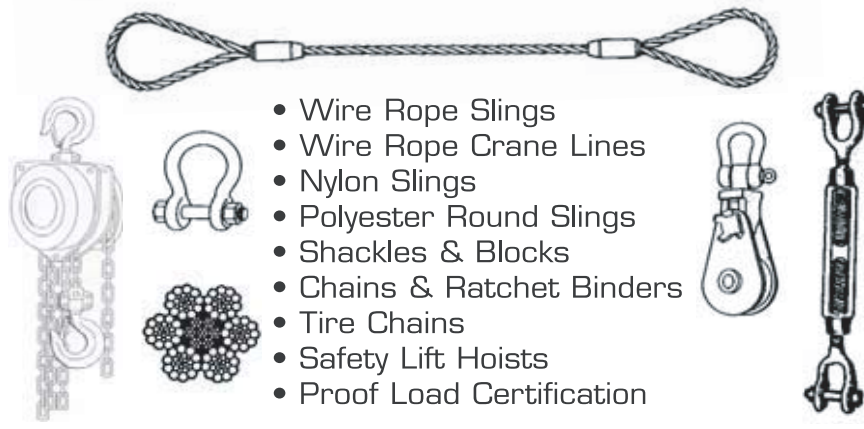 • Wire Rope Slings
• Wire Rope Crane Lines
• Nylon Slings
• Polyester Round Slings
• Shackles & Blocks
• Chains & Ratchet Binders
• Tire Chains
• Safety Lift Hoists
• Proof Load Certification